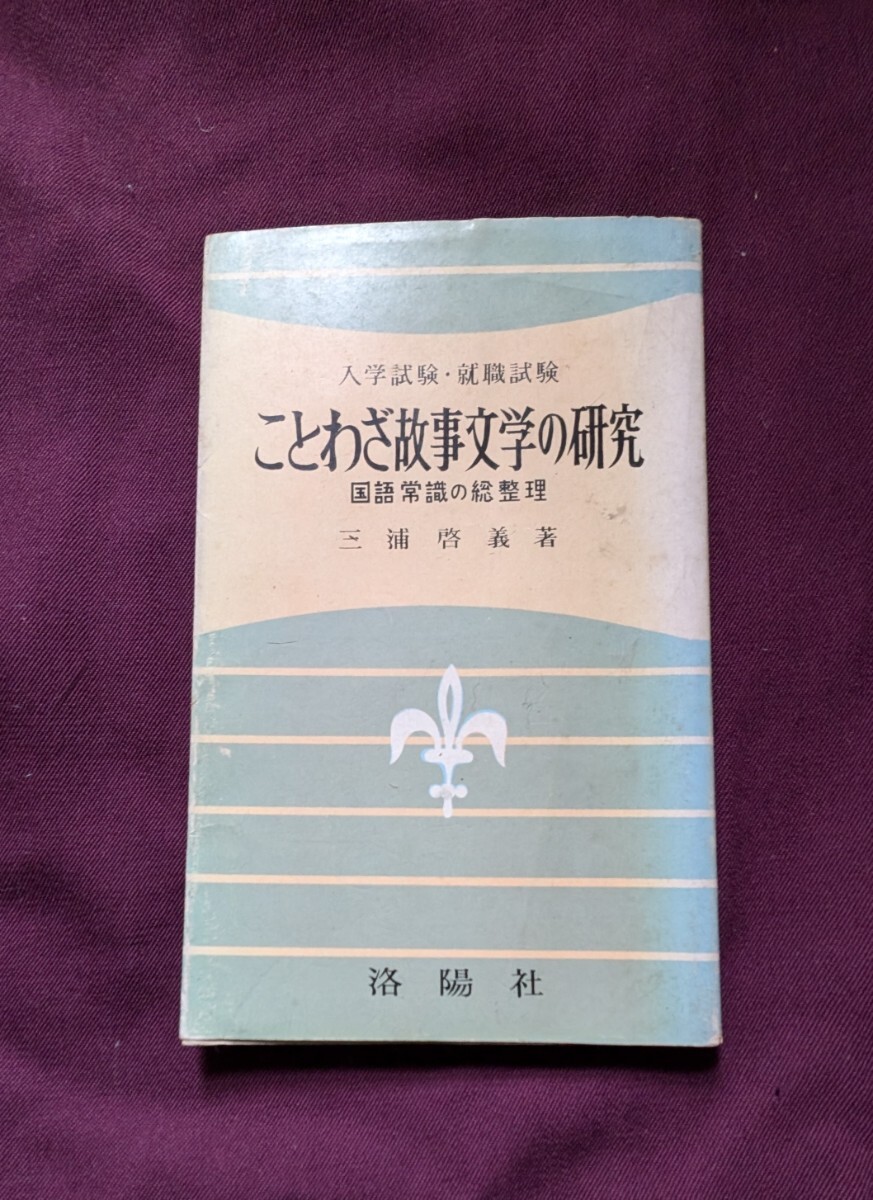 入学試験・就職試験
ことわざ故事文学の研究
国語常識の総整理
三浦啓義著
洛陽社